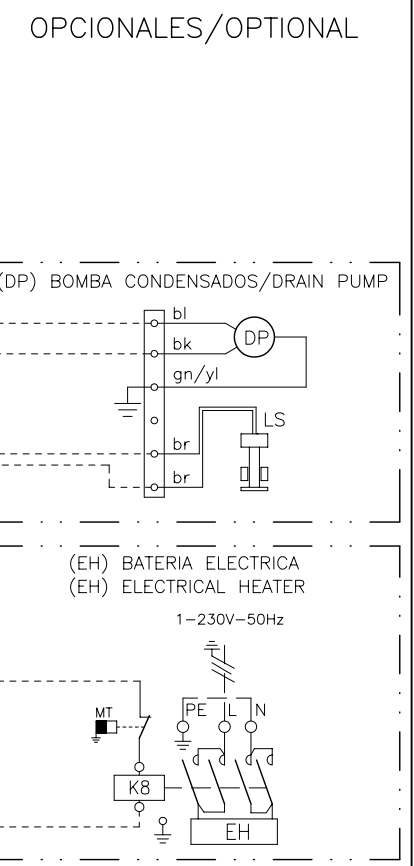 OPCIONALES/OPTIONAL
(DP) BOMBA CONDENSADOS/DRAIN PUMP
bl
DP
bk
gn/yl
LS
br
br
(EH) BATERIA ELECTRICA
(EH) ELECTRICAL HEATER
1-230V-50Hz
MT
PE L N
K8
EH